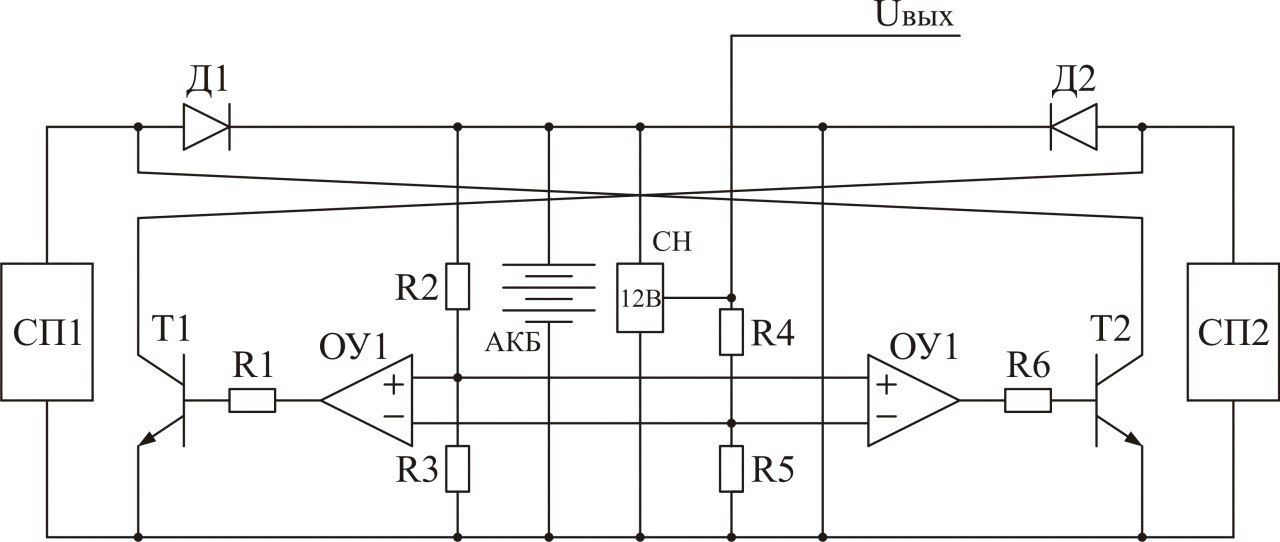 Uвых
Д1
Д2
СН
R2
12В
R4
СП1
Т1
R1
ОУ1
АКБ
ОУ1
R6
Т2
СП2
+
−
+
−
R3
R5